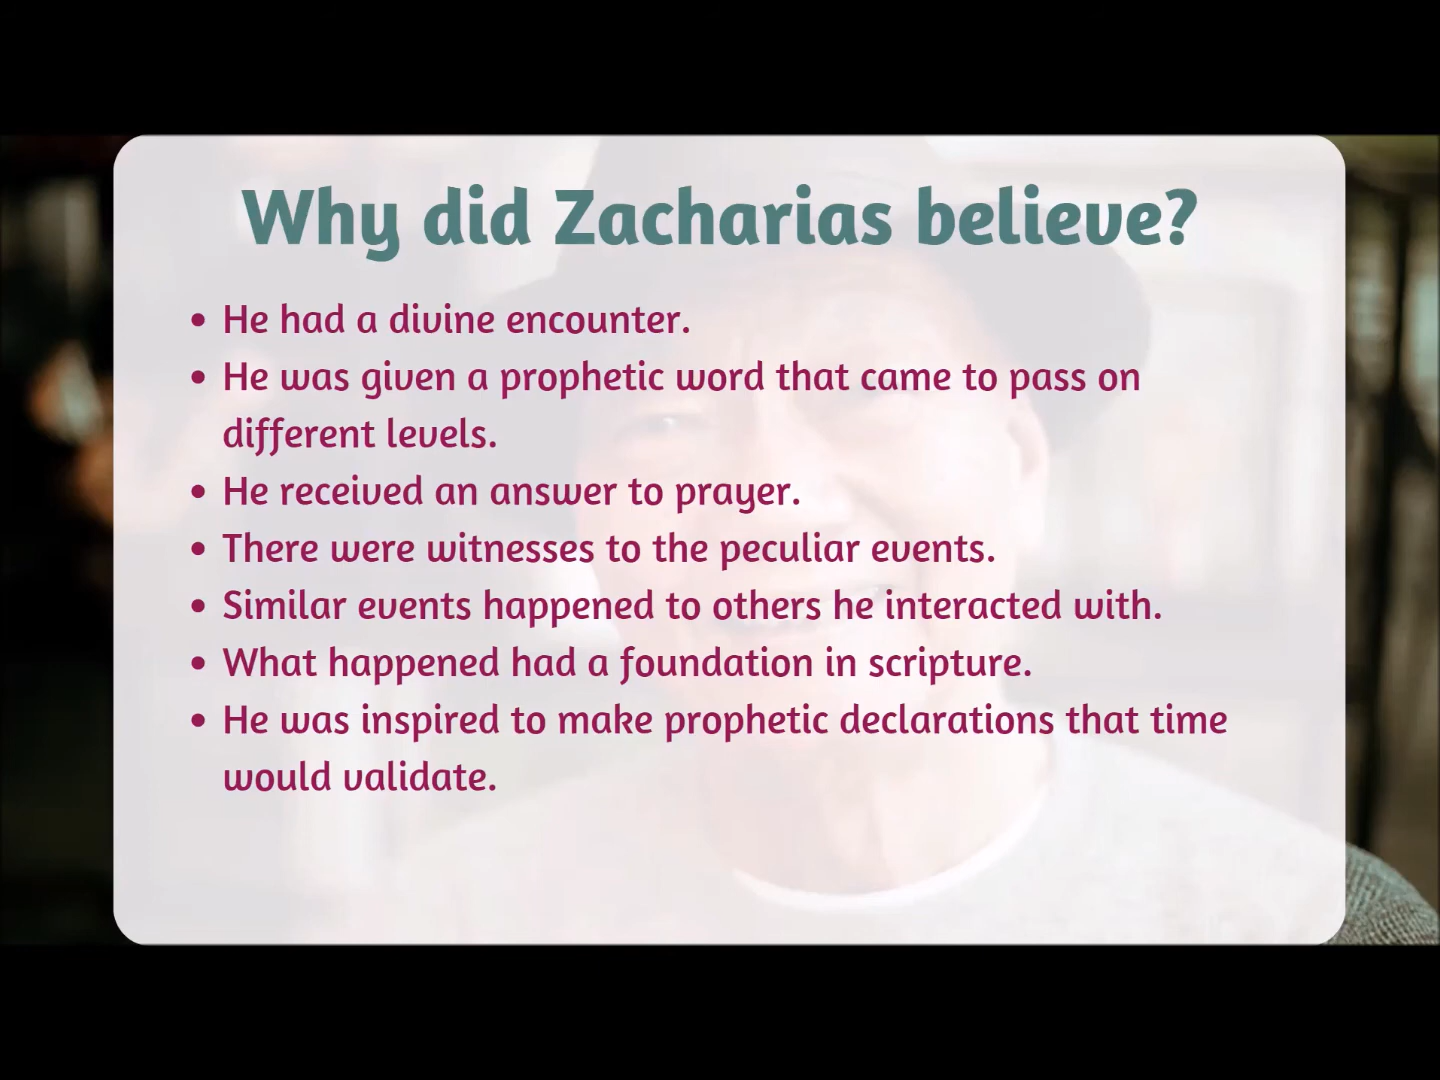 Why did Zacharias believe?
• He had a divine encounter.
• He was given a prophetic word that came to pass on
different levels.
• He received an answer to prayer.
• There were witnesses to the peculiar events.
• Similar events happened to others he interacted with.
• What happened had a foundation in scripture.
• He was inspired to make prophetic declarations that time
would validate.